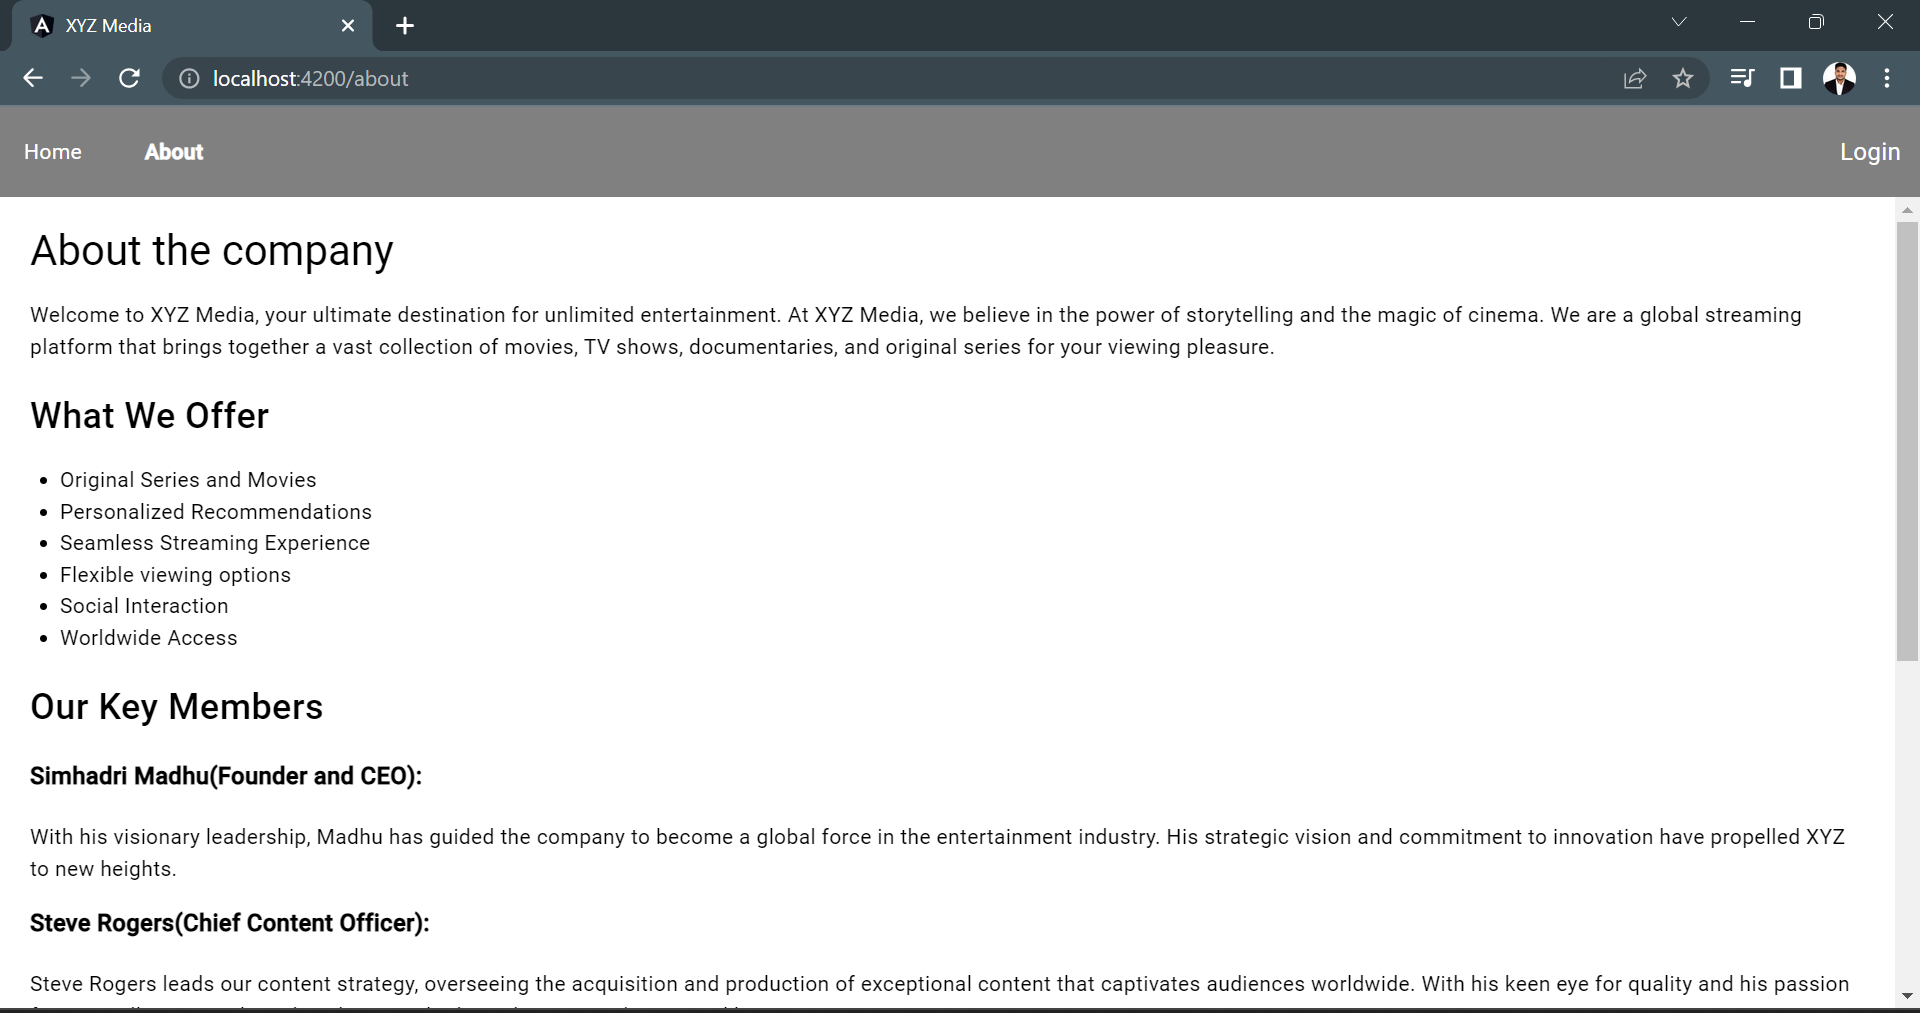 XYZ Media
localhost:4200/about
Home About Login
About the company
Welcome to XYZ Media, your ultimate destination for unlimited entertainment. At XYZ Media, we believe in the power of storytelling and the magic of cinema. We are a global streaming
platform that brings together a vast collection of movies, TV shows, documentaries, and original series for your viewing pleasure.
What We Offer
• Original Series and Movies
• Personalized Recommendations
• Seamless Streaming Experience
• Flexible viewing options
• Social Interaction
• Worldwide Access
Our Key Members
Simhadri Madhu(Founder and CEO):
With his visionary leadership, Madhu has guided the company to become a global force in the entertainment industry. His strategic vision and commitment to innovation have propelled XYZ
to new heights.
Steve Rogers(Chief Content Officer):
Steve Rogers leads our content strategy, overseeing the acquisition and production of exceptional content that captivates audiences worldwide. With his keen eye for quality and his passion